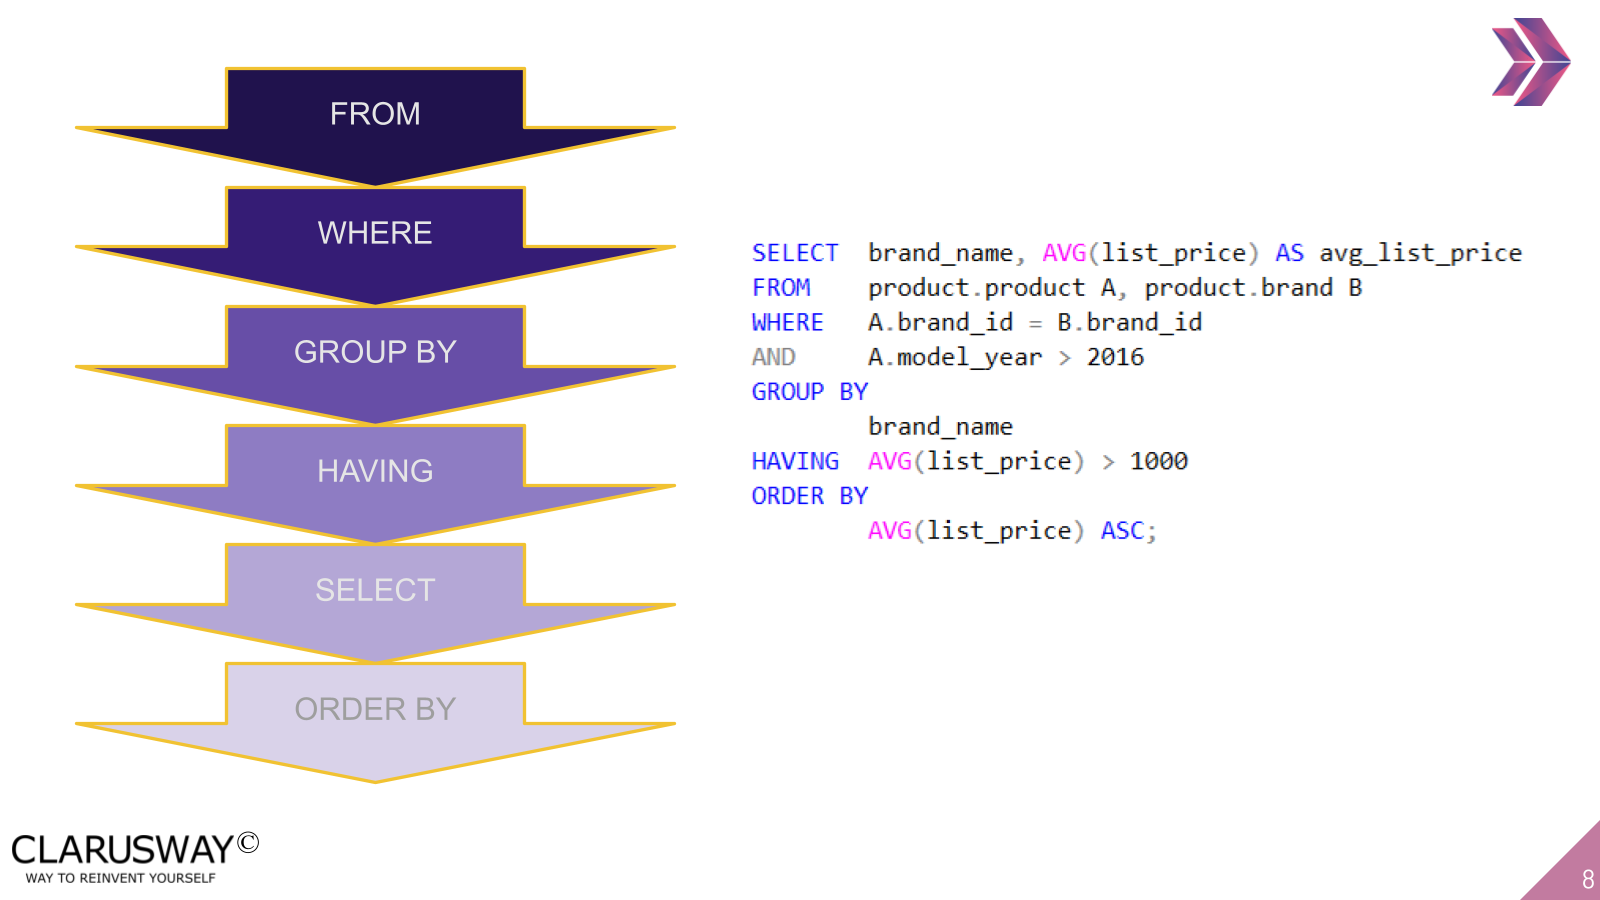 FROM
WHERE
GROUP BY
HAVING
SELECT
ORDER BY
SELECT brand_name, AVG(list_price) AS avg_list_price
FROM product.product A, product.brand B
WHERE A.brand_id = B.brand_id
AND A.model_year > 2016
GROUP BY
brand_name
HAVING AVG(list_price) > 1000
ORDER BY
AVG(list_price) ASC;
CLARUSWAY©
WAY TO REINVENT YOURSELF
8